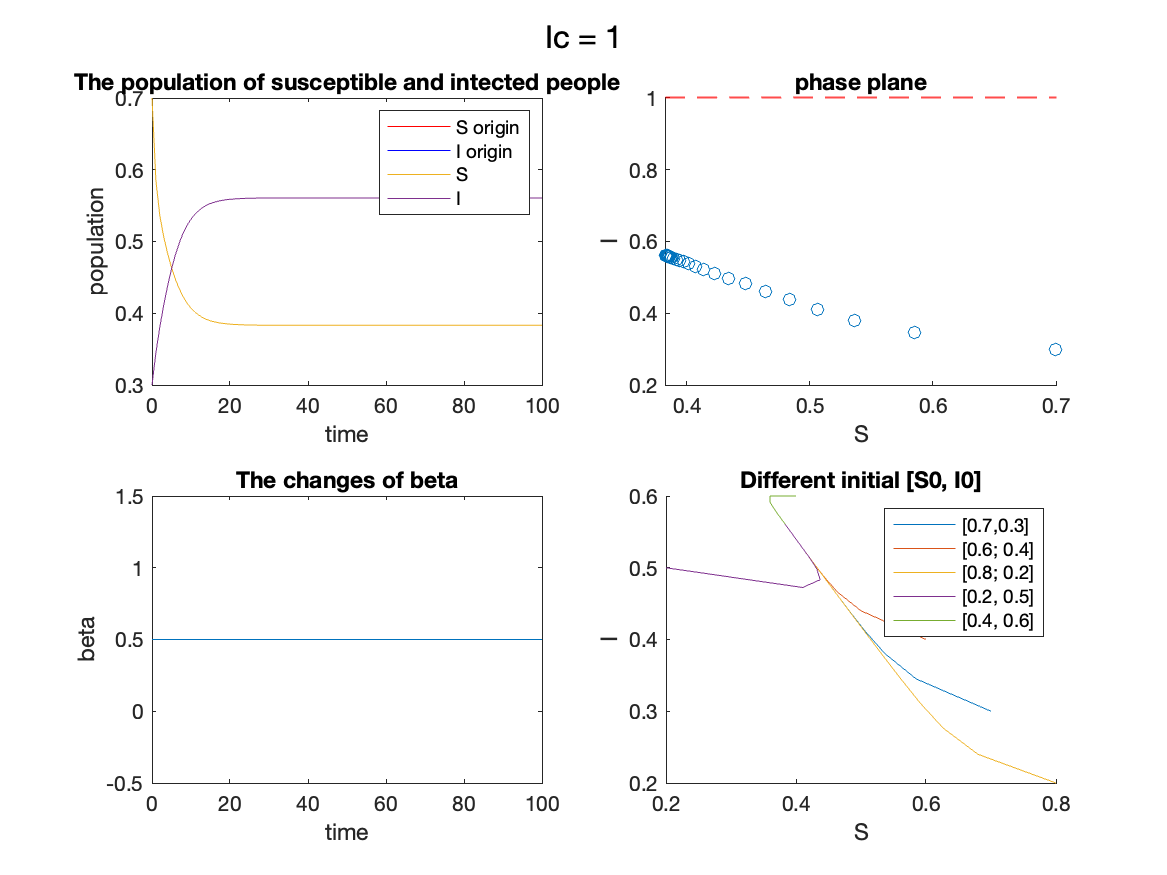 Ic = 1
The population of susceptible and intected people
0.7
0.6
0.5
0.4
0.3
population
0
20
40
60
80
100
time
S origin
I origin
S
I
phase plane
1
0.8
0.6
0.4
0.2
I
0.4
0.5
0.6
0.7
S
The changes of beta
1.5
1
0.5
0
-0.5
beta
0
20
40
60
80
100
time
Different initial [S0, I0]
0.6
0.5
0.4
0.3
0.2
I
0.2
0.4
0.6
0.8
S
[0.7,0.3]
[0.6; 0.4]
[0.8; 0.2]
[0.2, 0.5]
[0.4, 0.6]